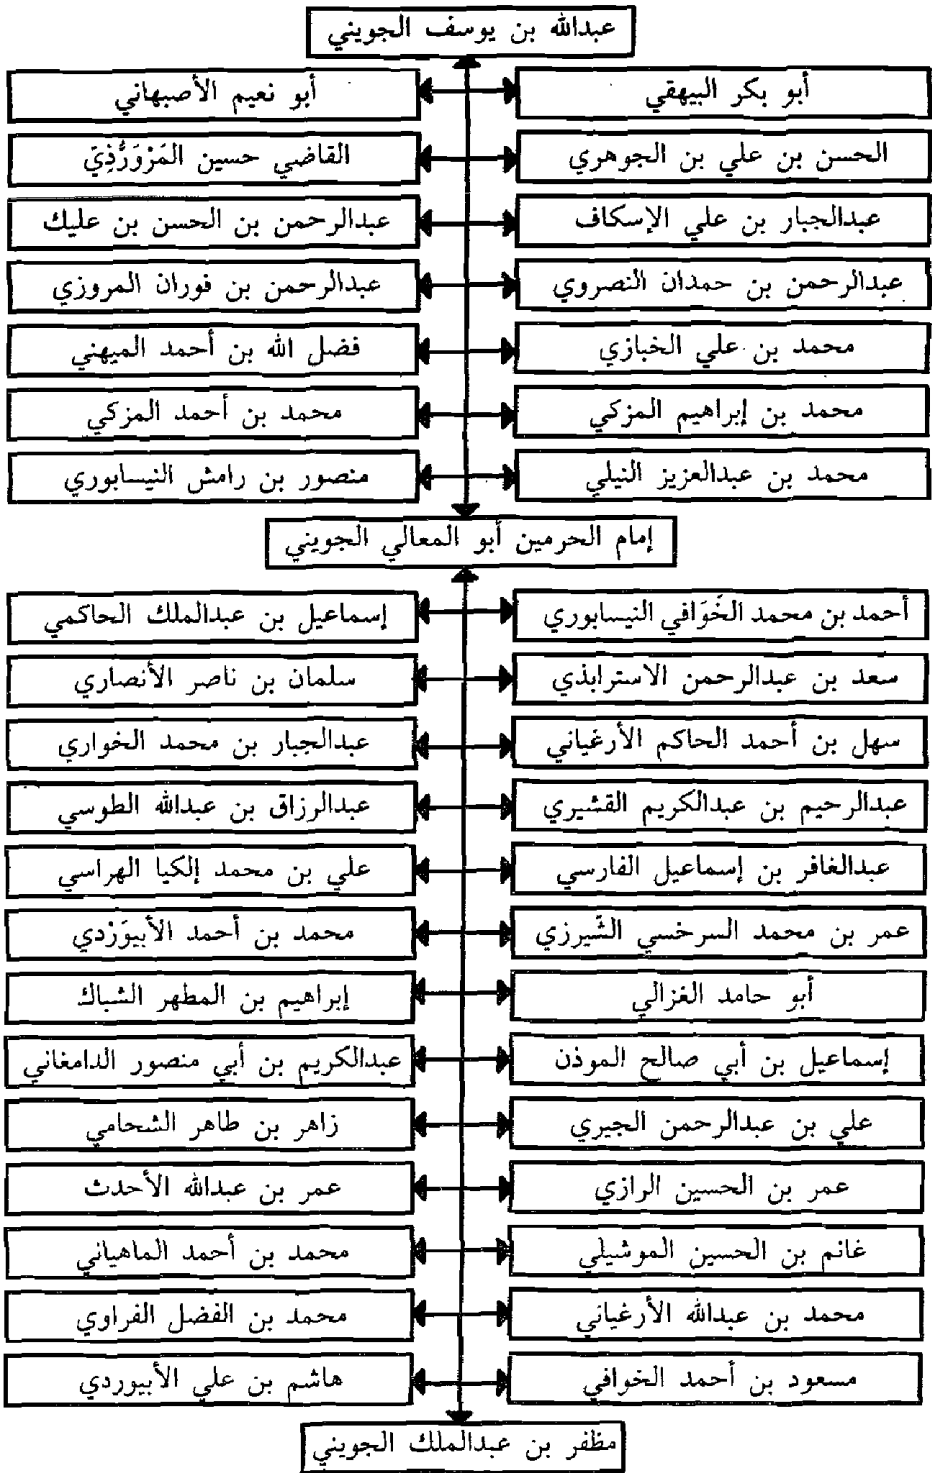 عبدالله بن يوسف الجويني
أبو بكر البيهقي
أبو نعيم الأصبهاني
الحسن بن علي بن الجوهري
القاضي حسين المَرْوَرُّذِيّ
عبدالجبار بن علي الإسكاف
عبدالرحمن بن الحسن بن عليك
عبدالرحمن بن حمدان النصروي
عبدالرحمن بن فوران المروزي
محمد بن علي الخبازي
فضل الله بن أحمد الميهني
محمد بن إبراهيم المزكي
محمد بن أحمد المزكي
محمد بن عبدالعزيز النيلي
منصور بن رامش النيسابوري
إمام الحرمين أبو المعالي الجويني
أحمد بن محمد الخَوَافي النيسابوري
إسماعيل بن عبدالملك الحاكمي
سعد بن عبدالرحمن الاسترابذي
سلمان بن ناصر الأنصاري
سهل بن أحمد الحاكم الأرغياني
عبدالجبار بن محمد الخواري
عبدالرحيم بن عبدالكريم القشيري
عبدالرزاق بن عبدالله الطوسي
عبدالغافر بن إسماعيل الفارسي
علي بن محمد إلكيا الهراسي
عمر بن محمد السرخسي الشّيرزي
محمد بن أحمد الأبيوَرْدي
أبو حامد الغزالي
إبراهيم بن المطهر الشباك
إسماعيل بن أبي صالح الموذن
عبدالكريم بن أبي منصور الدامغاني
علي بن عبدالرحمن الجيري
زاهر بن طاهر الشحامي
عمر بن الحسين الرازي
عمر بن عبدالله الأحدث
غانم بن الحسين الموشيلي
محمد بن أحمد الماهياني
محمد بن عبدالله الأرغياني
محمد بن الفضل الفراوي
مسعود بن أحمد الخوافي
هاشم بن علي الأبيوردي
مظفر بن عبدالملك الجويني